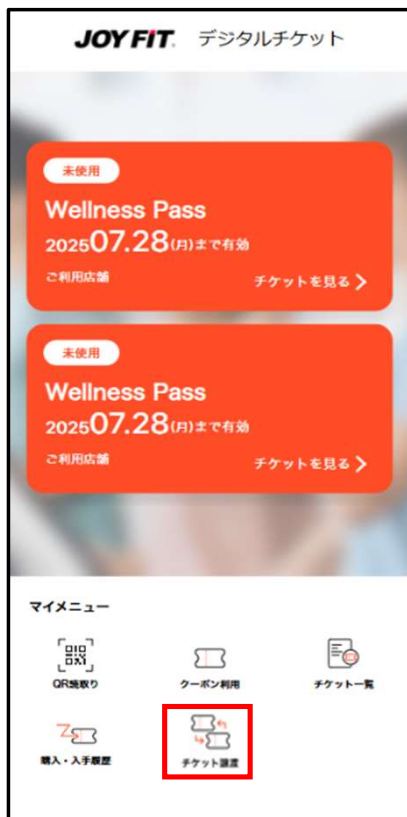 JOYFIT. デジタルチケット
未使用
Wellness Pass
2025 07.28(月)まで有効
ご利用店舗
チケットを見る
未使用
Wellness Pass
2025 07.28(月)まで有効
ご利用店舗
チケットを見る
マイメニュー
QR読取り クーポン利用 チケット一覧
購入・入手履歴 チケット譲渡